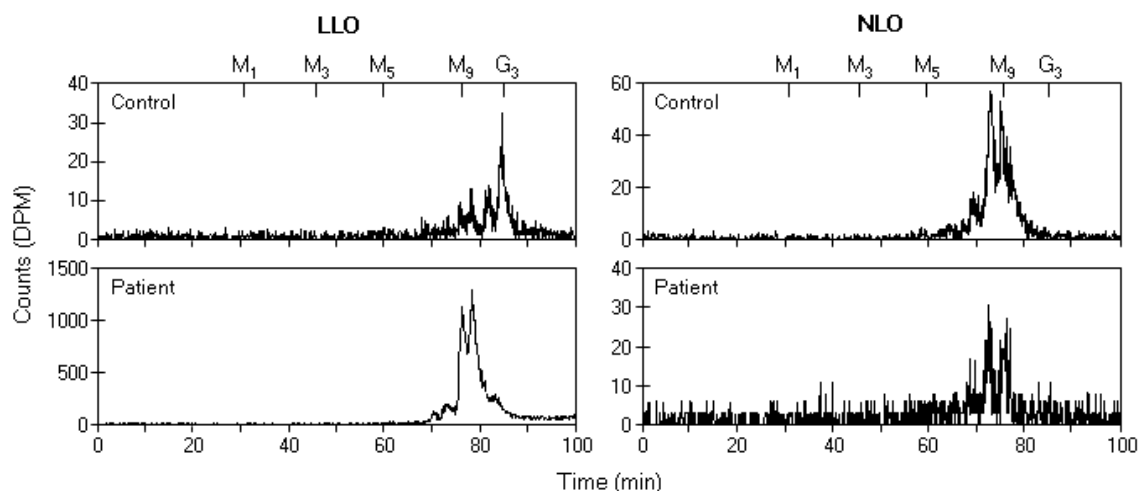 LLO NLO
M1 M3 M5 M9 G3 M1 M3 M5 M9 G3
40 60
Control Control
30
40
20
20
10
0 0
1500 40
Patient Patient
30
1000
20
500
10
0 0
0 20 40 60 80 100 0 20 40 60 80 100
Counts (DPM)
Time (min)